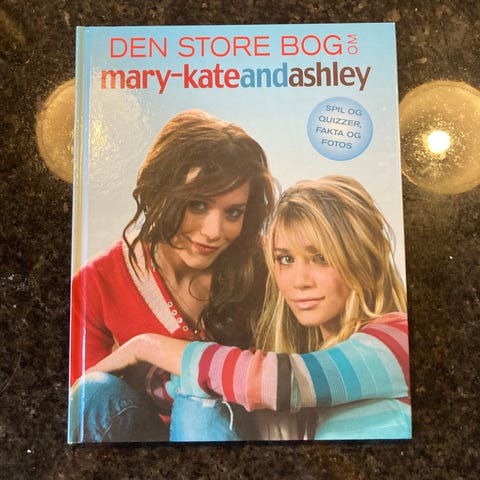 DEN STORE BOG OM
mary-kateandashley
SPIL OG
QUIZZER,
FAKTA OG
FOTOS